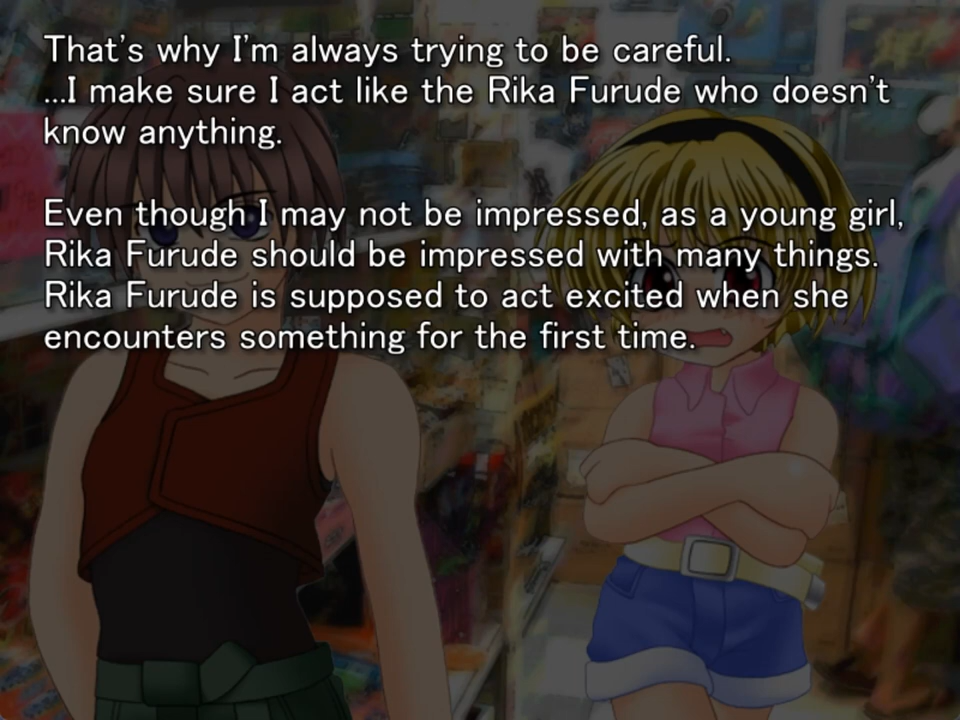 That's why I'm always trying to be careful.
...I make sure I act like the Rika Furude who doesn't
know anything.
Even though I may not be impressed, as a young girl,
Rika Furude should be impressed with many things.
Rika Furude is supposed to act excited when she
encounters something for the first time.